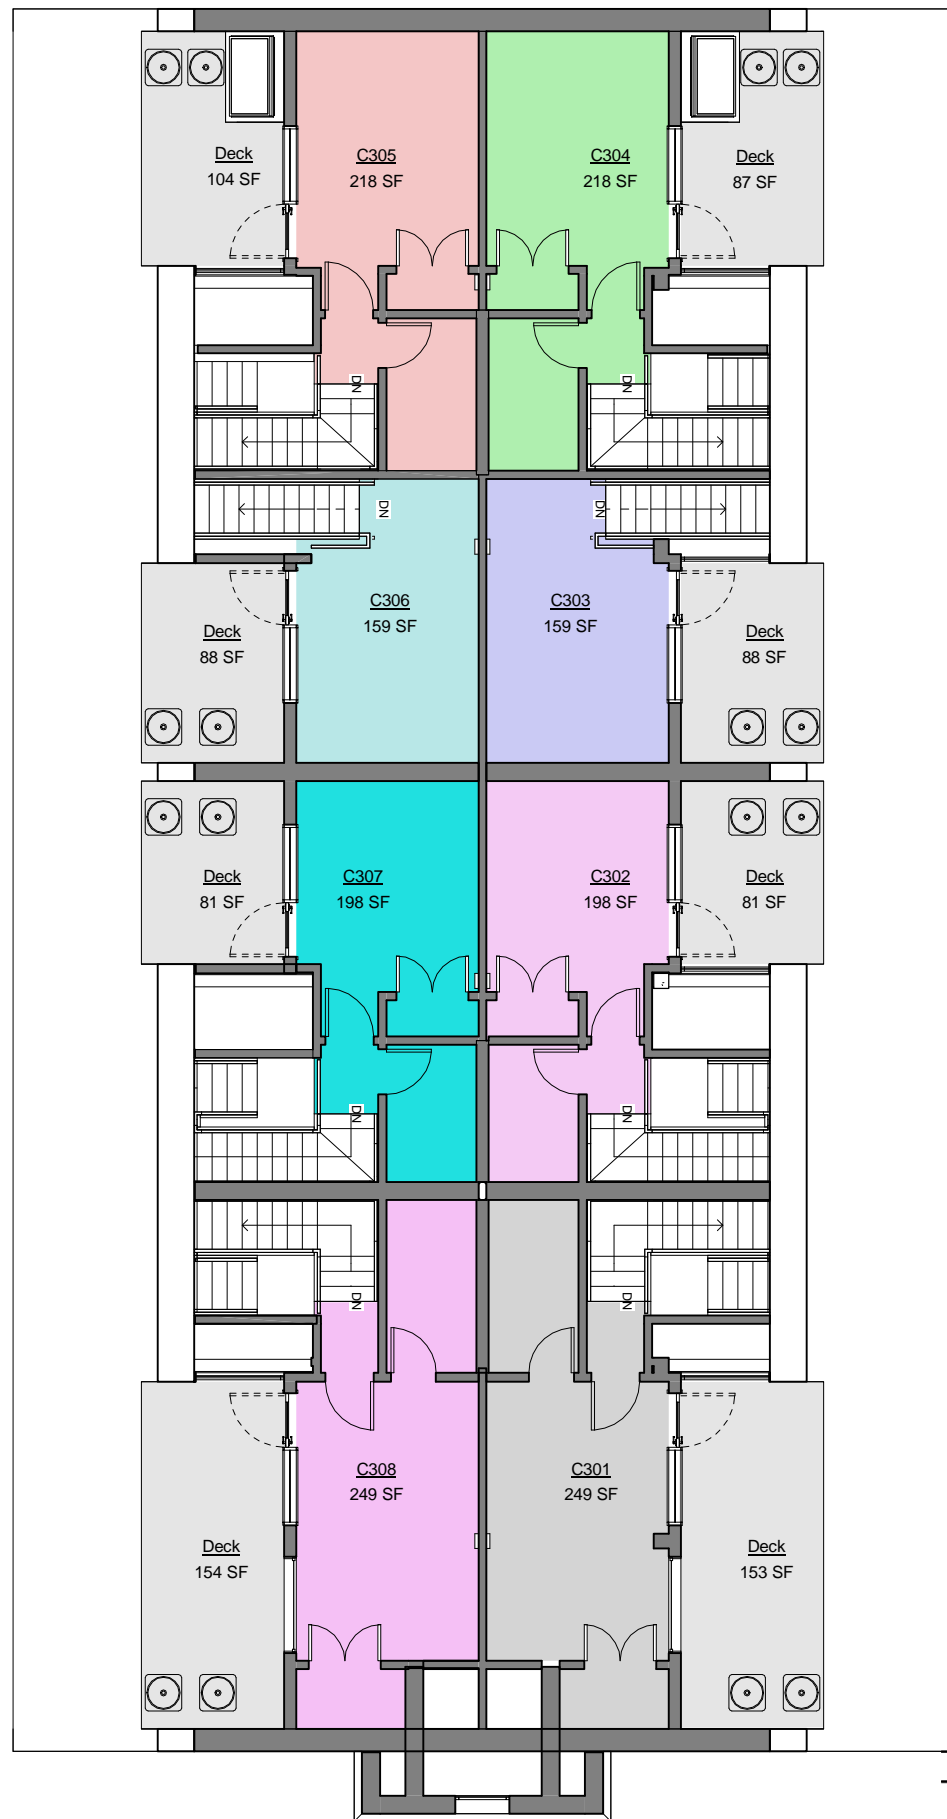 Deck
104 SF
C305
218 SF
C304
218 SF
Deck
87 SF
DN
DN
DN
DN
C306
159 SF
C303
159 SF
Deck
88 SF
Deck
88 SF
C307
198 SF
C302
198 SF
Deck
81 SF
Deck
81 SF
DN
DN
DN
DN
C308
249 SF
C301
249 SF
Deck
154 SF
Deck
153 SF